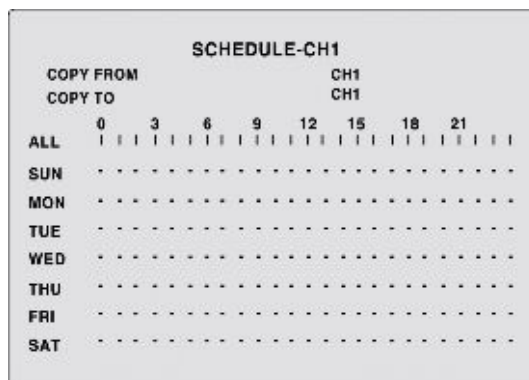 SCHEDULE-CH1
COPY FROM CH1
COPY TO CH1
0 3 6 9 12 15 18 21
ALL
SUN
MON
TUE
WED
THU
FRI
SAT